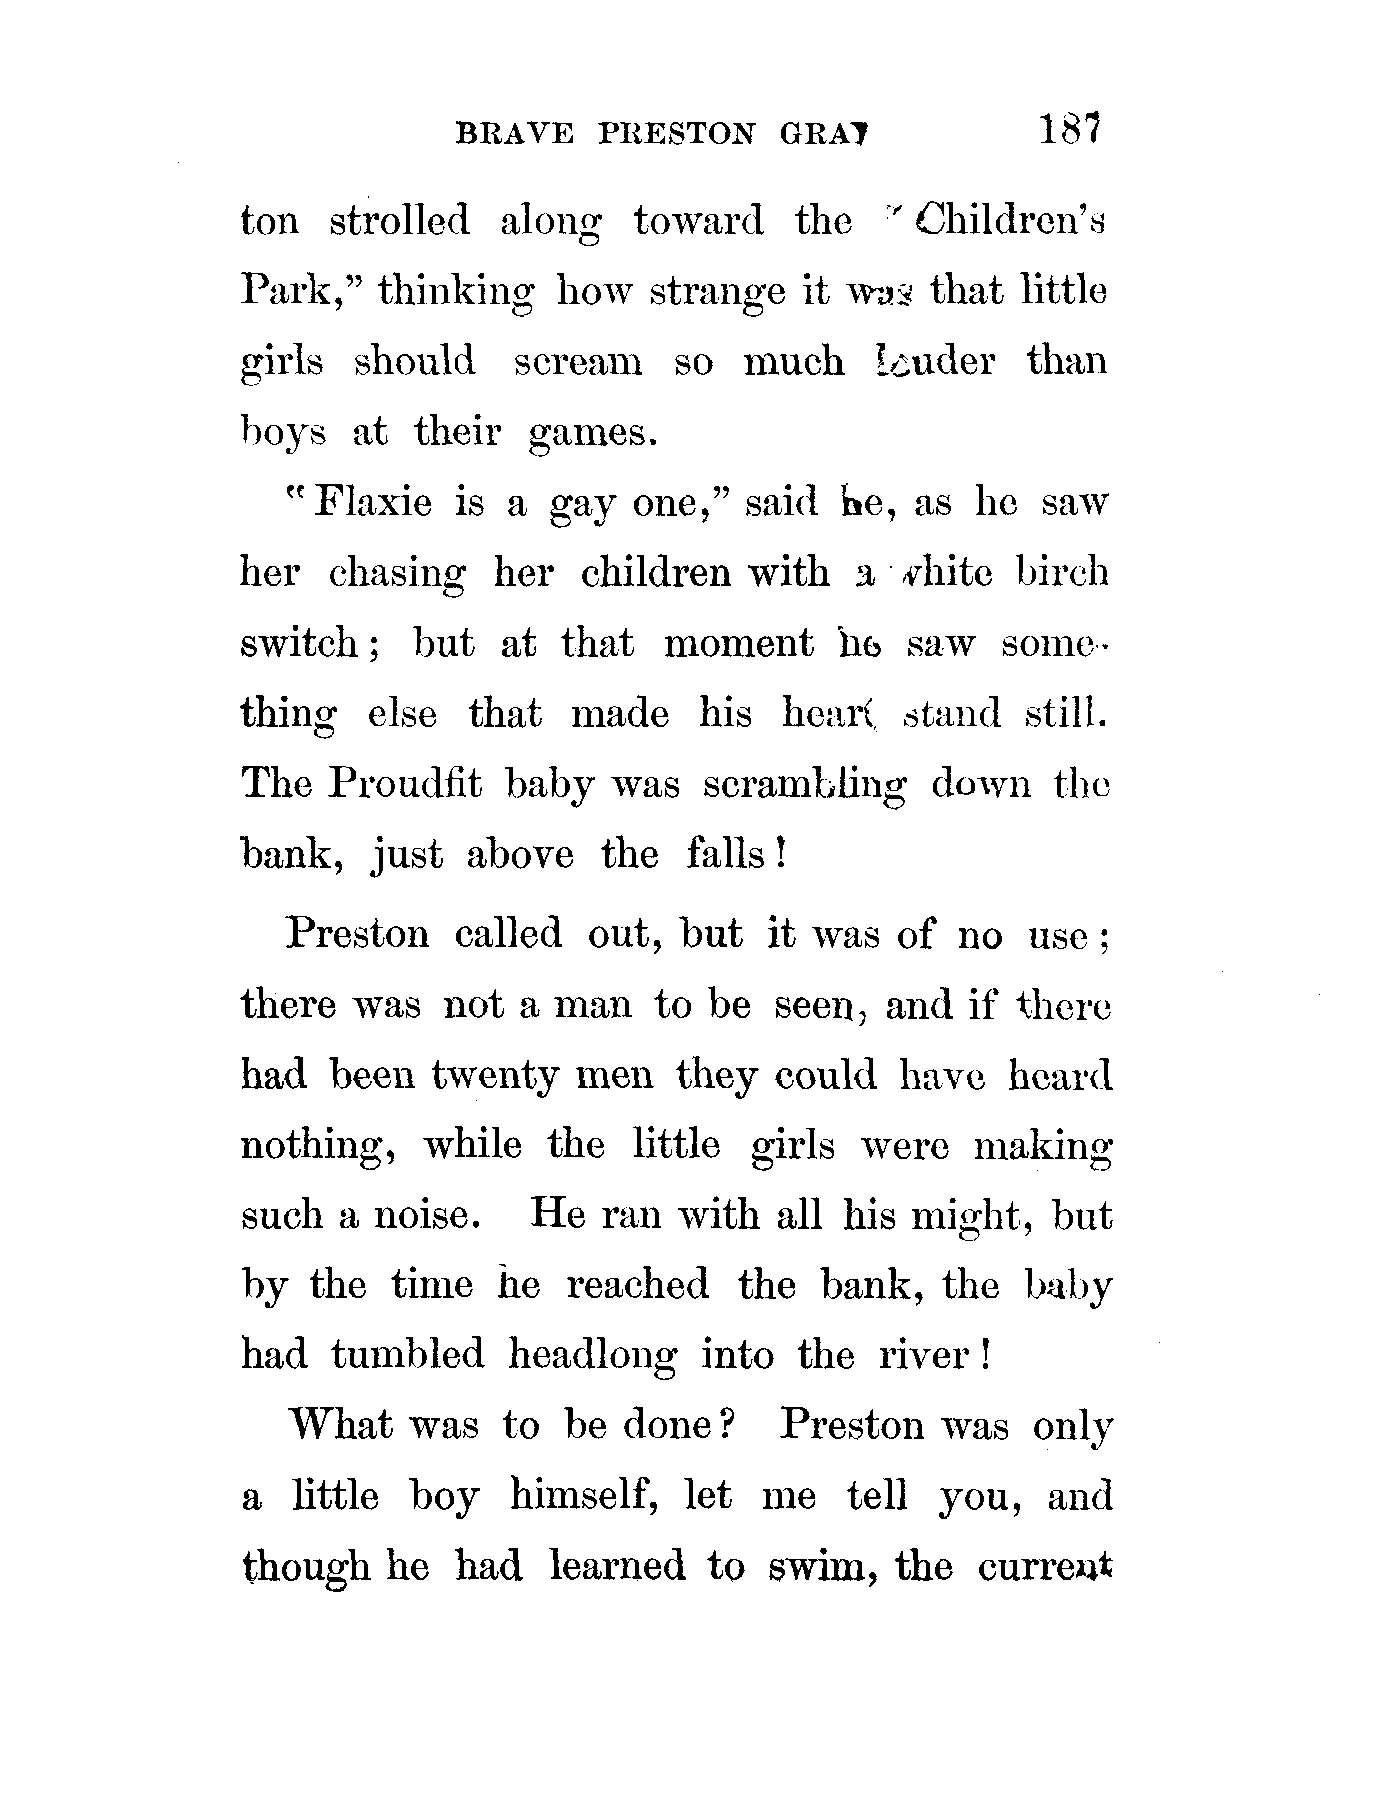 BRAVE PRESTON GRAY 187
ton strolled along toward the "Children's
Park," thinking how strange it was that little
girls should scream so much louder than
boys at their games.
"Flaxie is a gay one," said he, as he saw
her chasing her children with a white birch
switch; but at that moment he saw some-
thing else that made his heart stand still.
The Proudfit baby was scrambling down the
bank, just above the falls!
Preston called out, but it was of no use;
there was not a man to be seen, and if there
had been twenty men they could have heard
nothing, while the little girls were making
such a noise. He ran with all his might, but
by the time he reached the bank, the baby
had tumbled headlong into the river!
What was to be done? Preston was only
a little boy himself, let me tell you, and
though he had learned to swim, the current